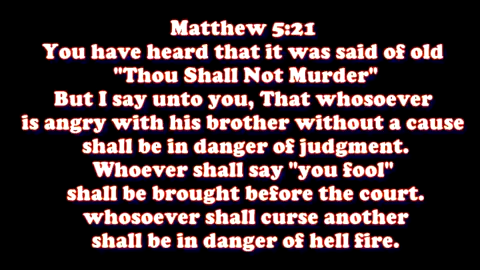 Matthew 5:21
You have heard that it was said of old
"Thou Shall Not Murder"
But I say unto you, That whosoever
is angry with his brother without a cause
shall be in danger of judgment.
Whoever shall say "you fool"
shall be brought before the court.
whosoever shall curse another
shall be in danger of hell fire.